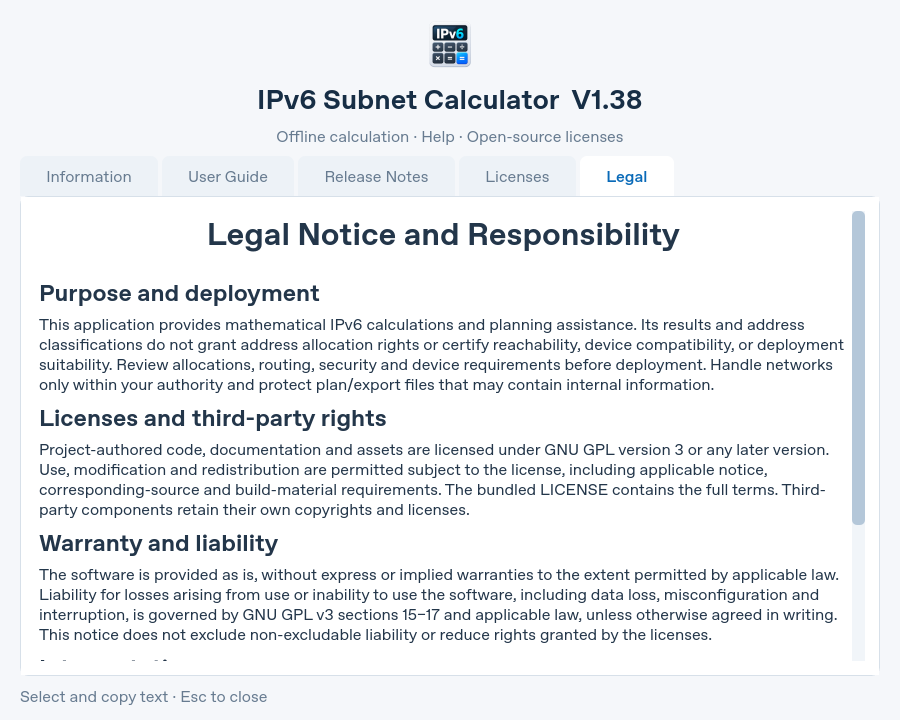 IPv6
IPv6 Subnet Calculator V1.38
Offline calculation · Help · Open-source licenses
Information
User Guide
Release Notes
Licenses
Legal
Legal Notice and Responsibility
Purpose and deployment
This application provides mathematical IPv6 calculations and planning assistance. Its results and address
classifications do not grant address allocation rights or certify reachability, device compatibility, or deployment
suitability. Review allocations, routing, security and device requirements before deployment. Handle networks
only within your authority and protect plan/export files that may contain internal information.
Licenses and third-party rights
Project-authored code, documentation and assets are licensed under GNU GPL version 3 or any later version.
Use, modification and redistribution are permitted subject to the license, including applicable notice,
corresponding-source and build-material requirements. The bundled LICENSE contains the full terms. Third-
party components retain their own copyrights and licenses.
Warranty and liability
The software is provided as is, without express or implied warranties to the extent permitted by applicable law.
Liability for losses arising from use or inability to use the software, including data loss, misconfiguration and
interruption, is governed by GNU GPL v3 sections 15–17 and applicable law, unless otherwise agreed in writing.
This notice does not exclude non-excludable liability or reduce rights granted by the licenses.
Select and copy text · Esc to close